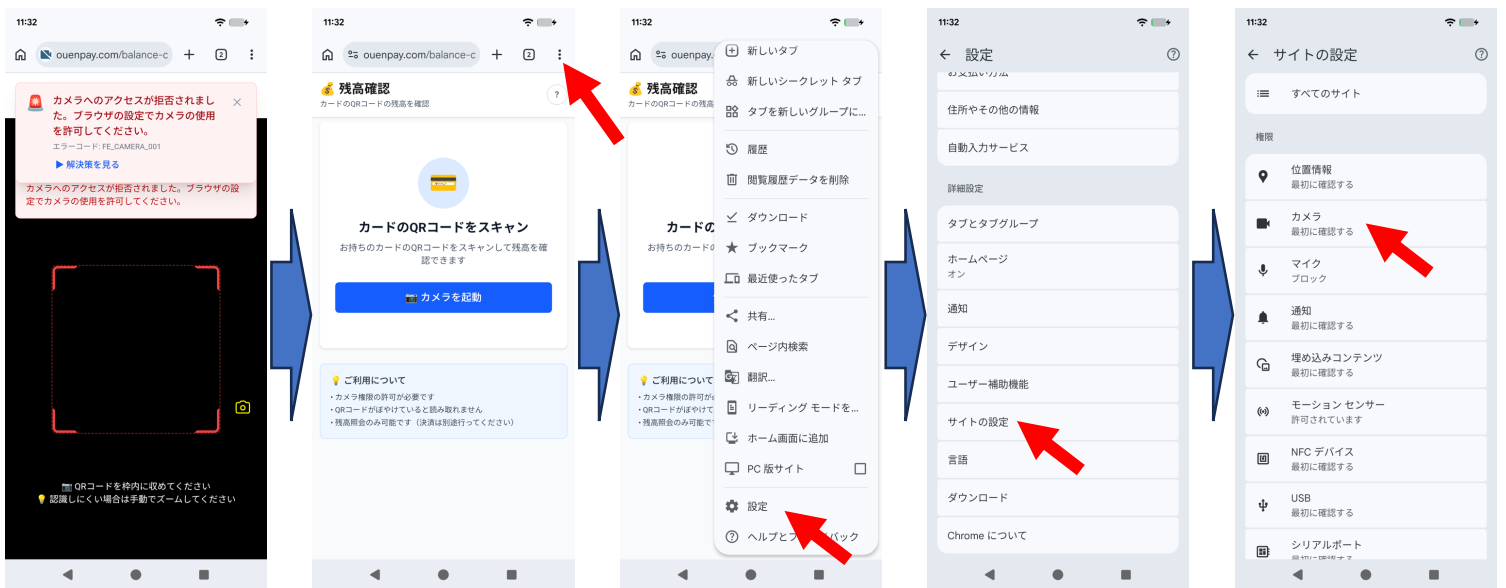 11:32
ouenpay.com/balance-c
2
カメラへのアクセスが拒否されまし
た。ブラウザの設定でカメラの使用
を許可してください。
エラーコード: FE_CAMERA_001
▶ 解決策を見る
カメラへのアクセスが拒否されました。ブラウザの設
定でカメラの使用を許可してください。
QRコードを枠内に収めてください
認識しにくい場合は手動でズームしてください
11:32
ouenpay.com/balance-c
2
残高確認
カードのQRコードの残高を確認
?
カードのQRコードをスキャン
お持ちのカードのQRコードをスキャンして残高を確
認できます
カメラを起動
ご利用について
・カメラ権限の許可が必要です
・QRコードがぼやけていると読み取れません
・残高照会のみ可能です（決済は別途行ってください）
11:32
ouenpay.
残高確認
カードのQRコードの残高
カードの
お持ちのカードの
ご利用について
・カメラ権限の許可が
・QRコードがぼやけて
・残高照会のみ可能で
新しいタブ
新しいシークレット タブ
タブを新しいグループに...
履歴
閲覧履歴データを削除
ダウンロード
ブックマーク
最近使ったタブ
共有...
ページ内検索
翻訳...
リーディング モードを...
ホーム画面に追加
PC 版サイト
設定
ヘルプとフ
バック
11:32
設定
お支払い方法
住所やその他の情報
自動入力サービス
詳細設定
タブとタブグループ
ホームページ
オン
通知
デザイン
ユーザー補助機能
サイトの設定
言語
ダウンロード
Chrome について
11:32
サイトの設定
すべてのサイト
権限
位置情報
最初に確認する
カメラ
最初に確認する
マイク
ブロック
通知
最初に確認する
埋め込みコンテンツ
最初に確認する
モーション センサー
許可されています
NFC デバイス
最初に確認する
USB
最初に確認する
シリアルポート
最初に確認する